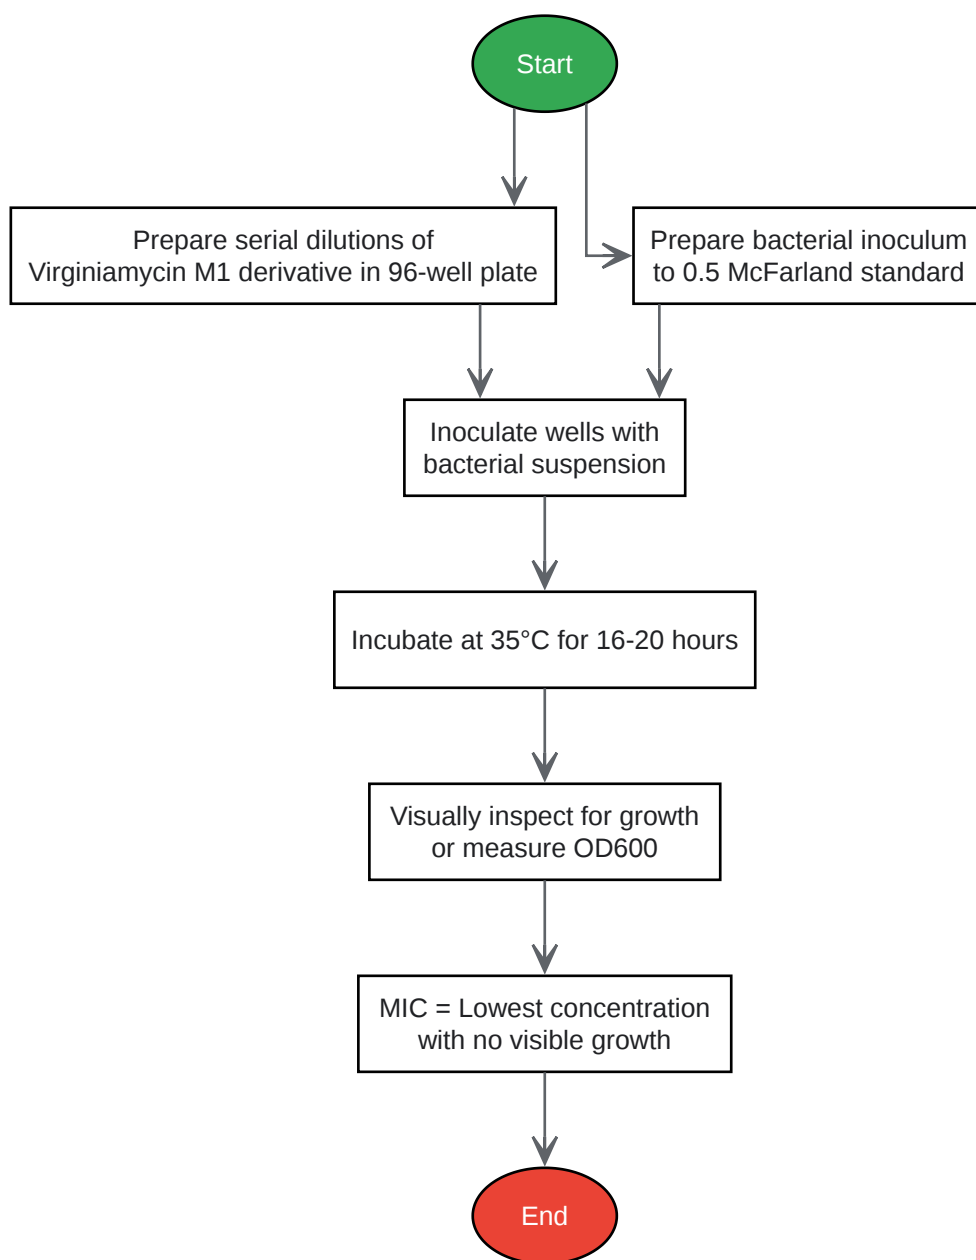 Start
Prepare serial dilutions of
Virginiamycin M1 derivative in 96-well plate
Prepare bacterial inoculum
to 0.5 McFarland standard
Inoculate wells with
bacterial suspension
Incubate at 35°C for 16-20 hours
Visually inspect for growth
or measure OD600
MIC = Lowest concentration
with no visible growth
End